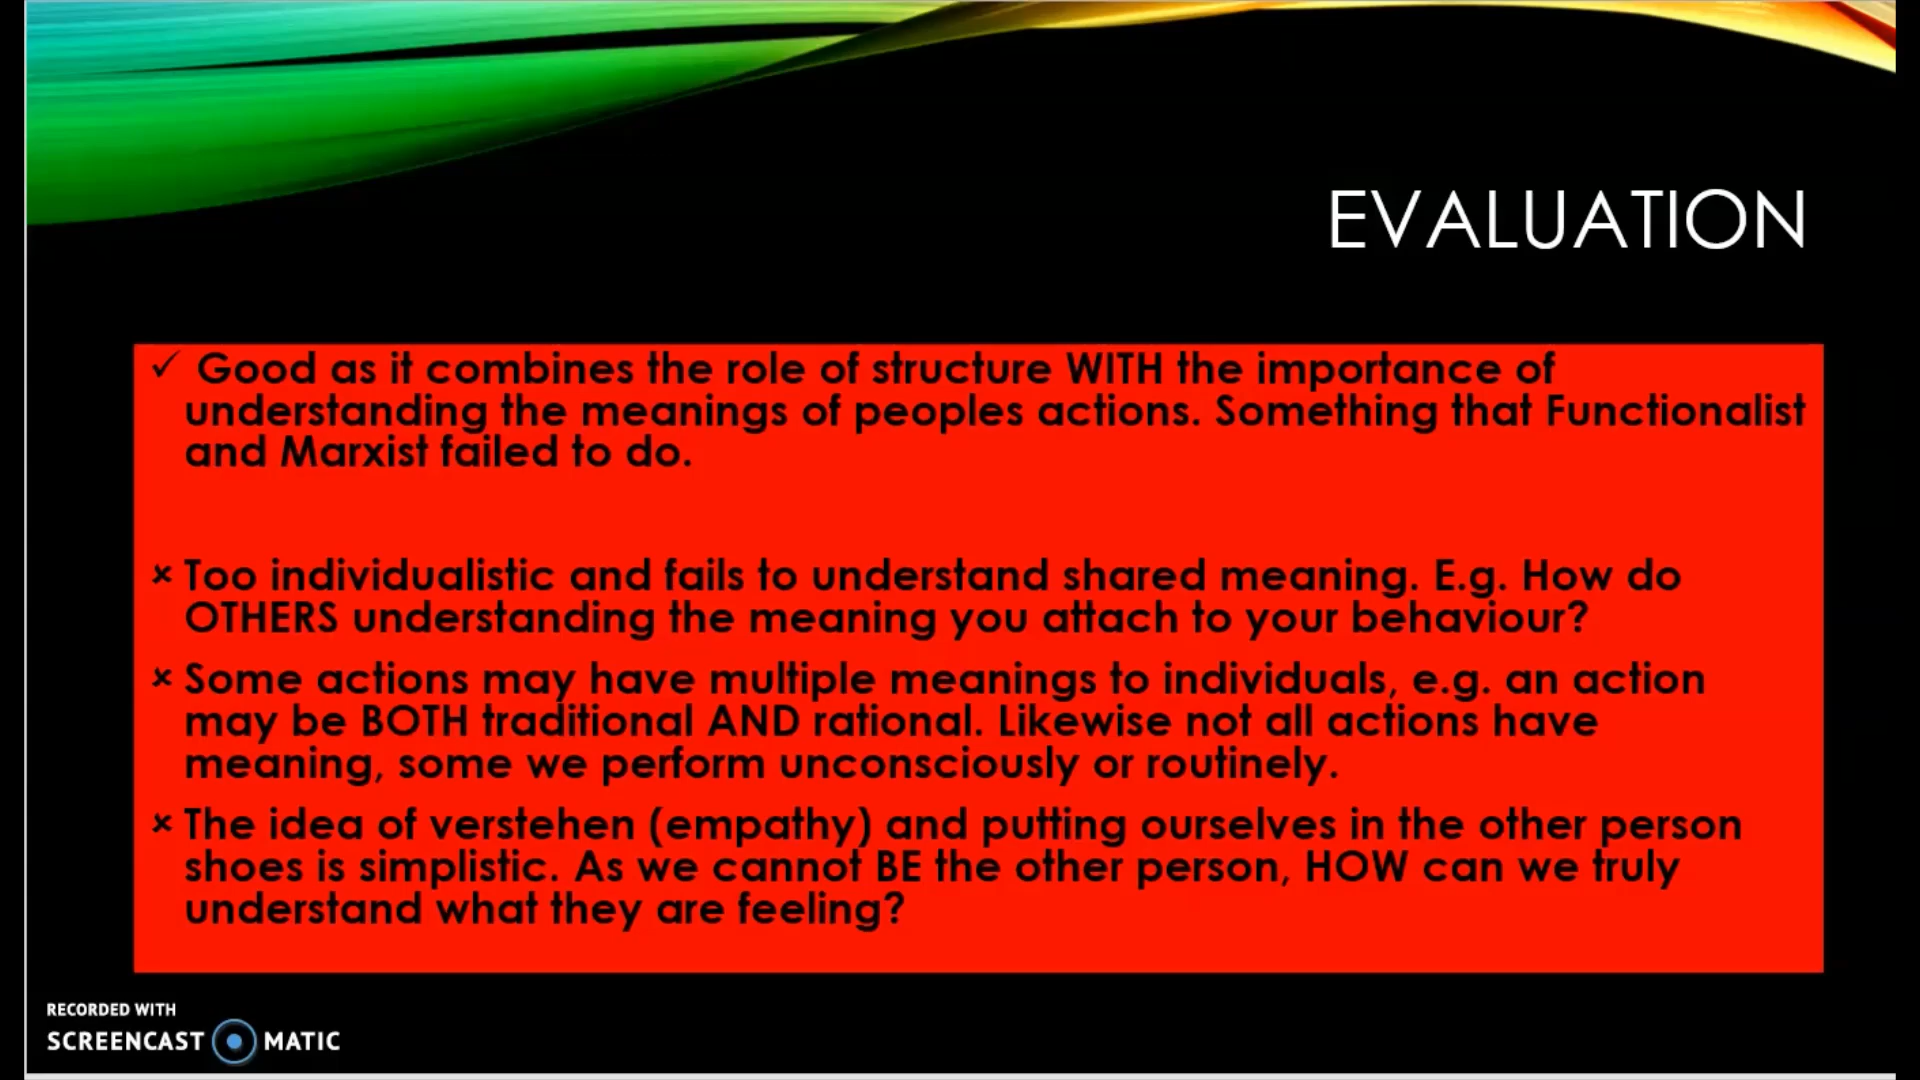 EVALUATION
✓ Good as it combines the role of structure WITH the importance of
understanding the meanings of peoples actions. Something that Functionalist
and Marxist failed to do.
× Too individualistic and fails to understand shared meaning. E.g. How do
OTHERS understanding the meaning you attach to your behaviour?
× Some actions may have multiple meanings to individuals, e.g. an action
may be BOTH traditional AND rational. Likewise not all actions have
meaning, some we perform unconsciously or routinely.
× The idea of verstehen (empathy) and putting ourselves in the other person
shoes is simplistic. As we cannot BE the other person, HOW can we truly
understand what they are feeling?
RECORDED WITH
SCREENCAST MATIC